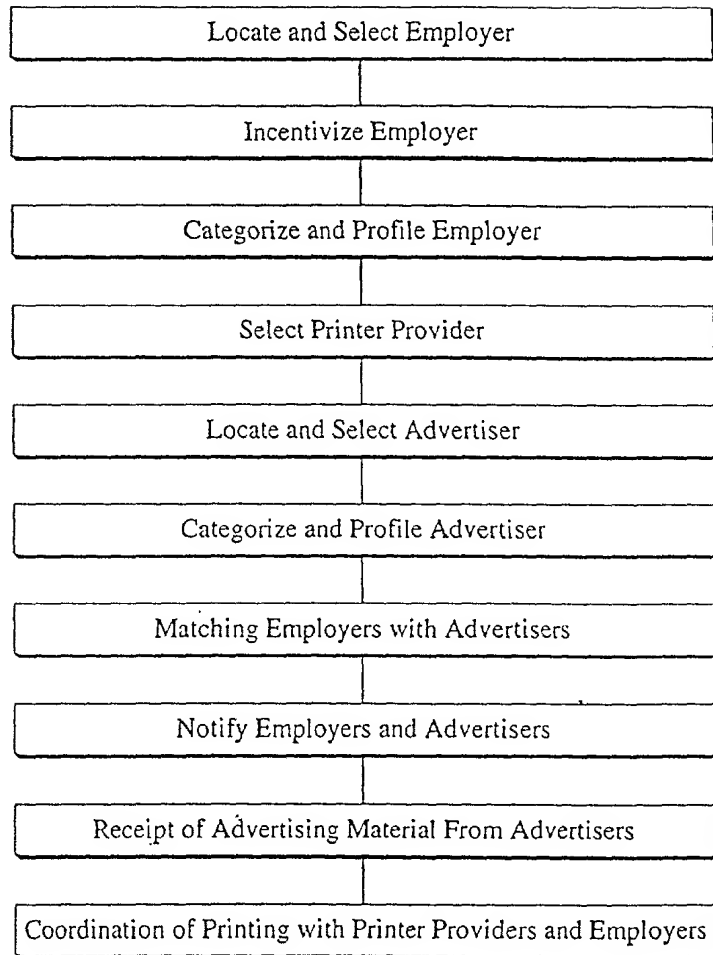 Locate and Select Employer
Incentivize Employer
Categorize and Profile Employer
Select Printer Provider
Locate and Select Advertiser
Categorize and Profile Advertiser
Matching Employers with Advertisers
Notify Employers and Advertisers
Receipt of Advertising Material From Advertisers
Coordination of Printing with Printer Providers and Employers